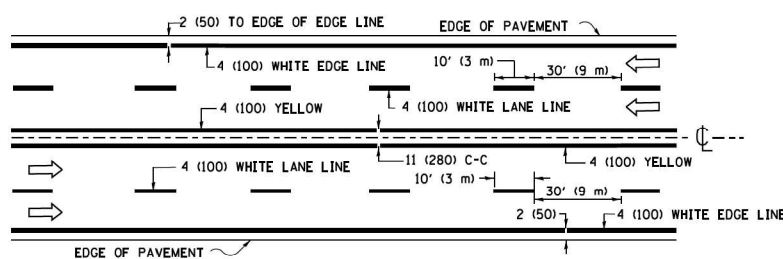 2 (50) TO EDGE OF EDGE LINE
EDGE OF PAVEMENT
4 (100) WHITE EDGE LINE
10' (3 m)
30' (9 m)
4 (100) YELLOW
4 (100) WHITE LANE LINE
CL
4 (100) WHITE LANE LINE
11 (280) C-C
4 (100) YELLOW
10' (3 m)
30' (9 m)
2 (50)
4 (100) WHITE EDGE LINE
EDGE OF PAVEMENT